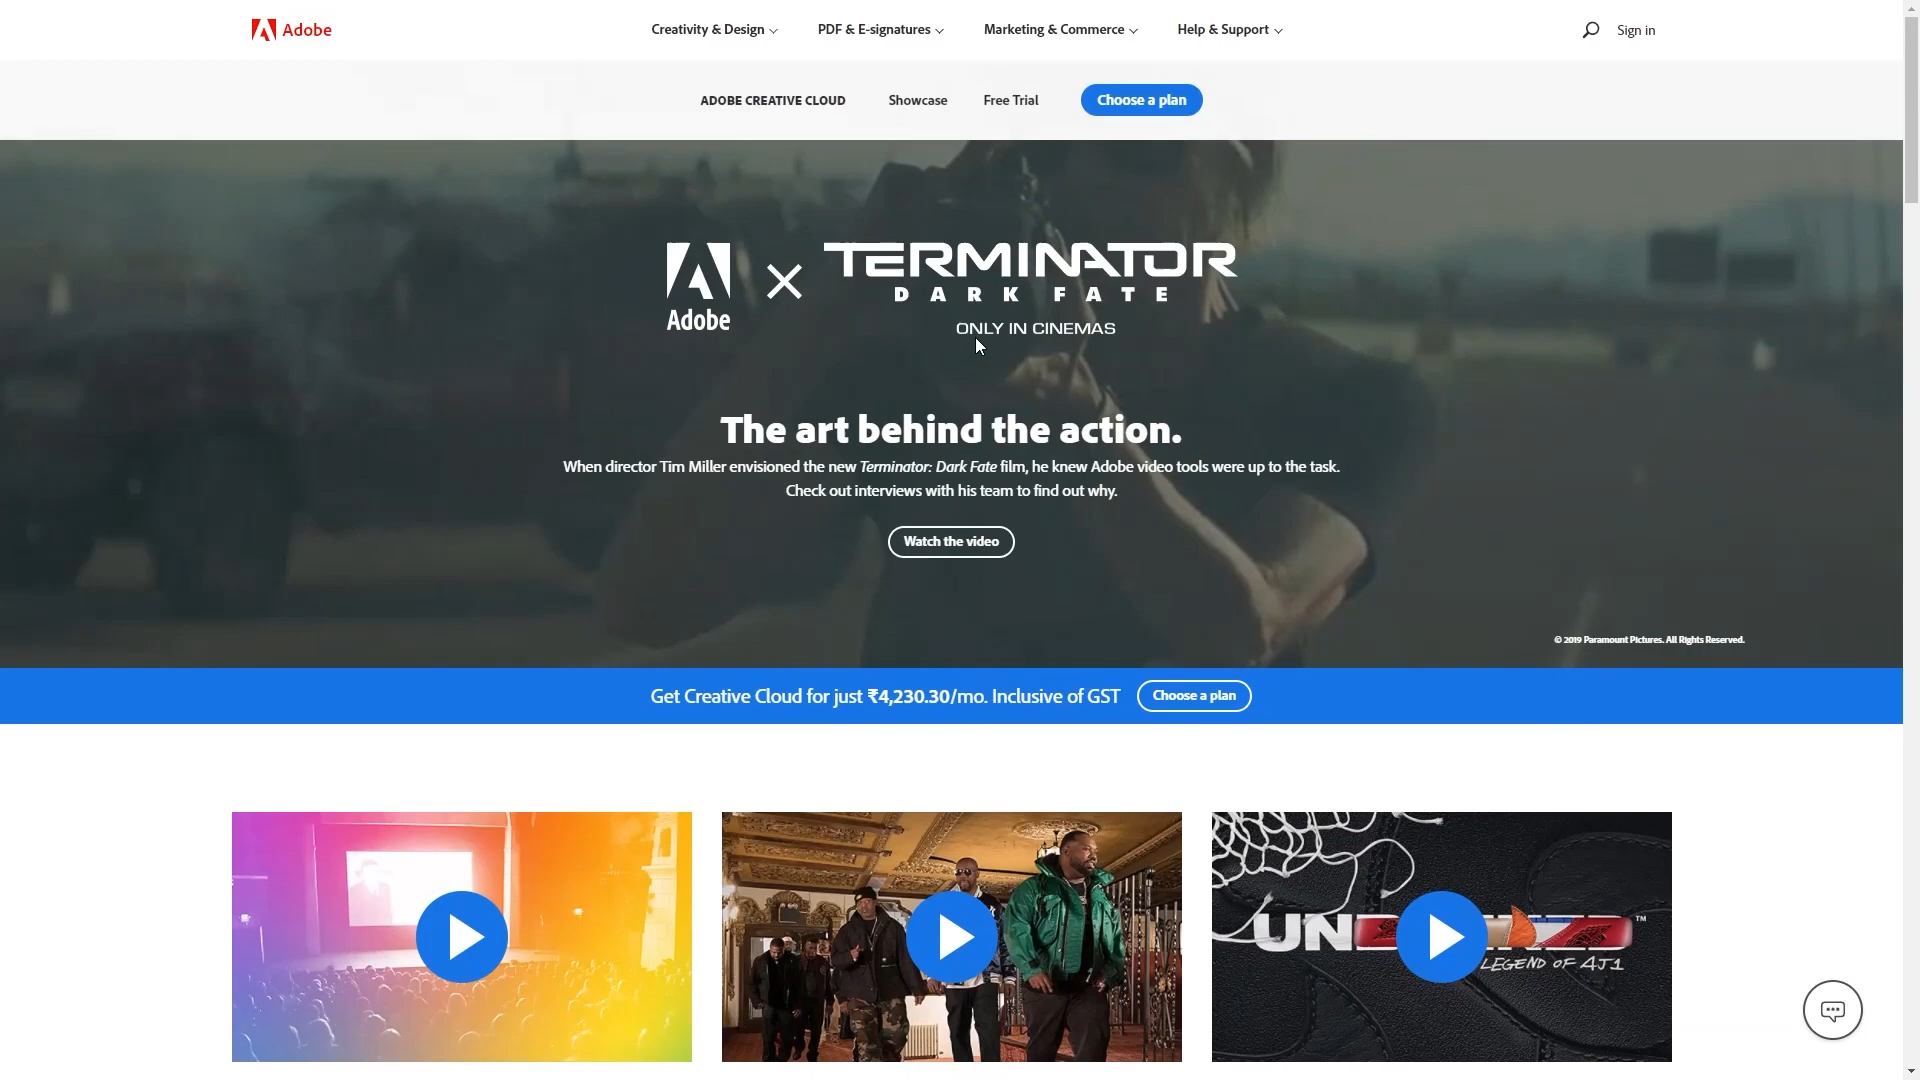 Adobe
Creativity & Design
PDF & E-signatures
Marketing & Commerce
Help & Support
Sign in
ADOBE CREATIVE CLOUD
Showcase
Free Trial
Choose a plan
Adobe
TERMINATOR
DARK FATE
ONLY IN CINEMAS
The art behind the action.
When director Tim Miller envisioned the new Terminator: Dark Fate film, he knew Adobe video tools were up to the task.
Check out interviews with his team to find out why.
Watch the video
© 2019 Paramount Pictures. All Rights Reserved.
Get Creative Cloud for just ₹4,230.30/mo. Inclusive of GST
Choose a plan
LEGEND OF AJ1